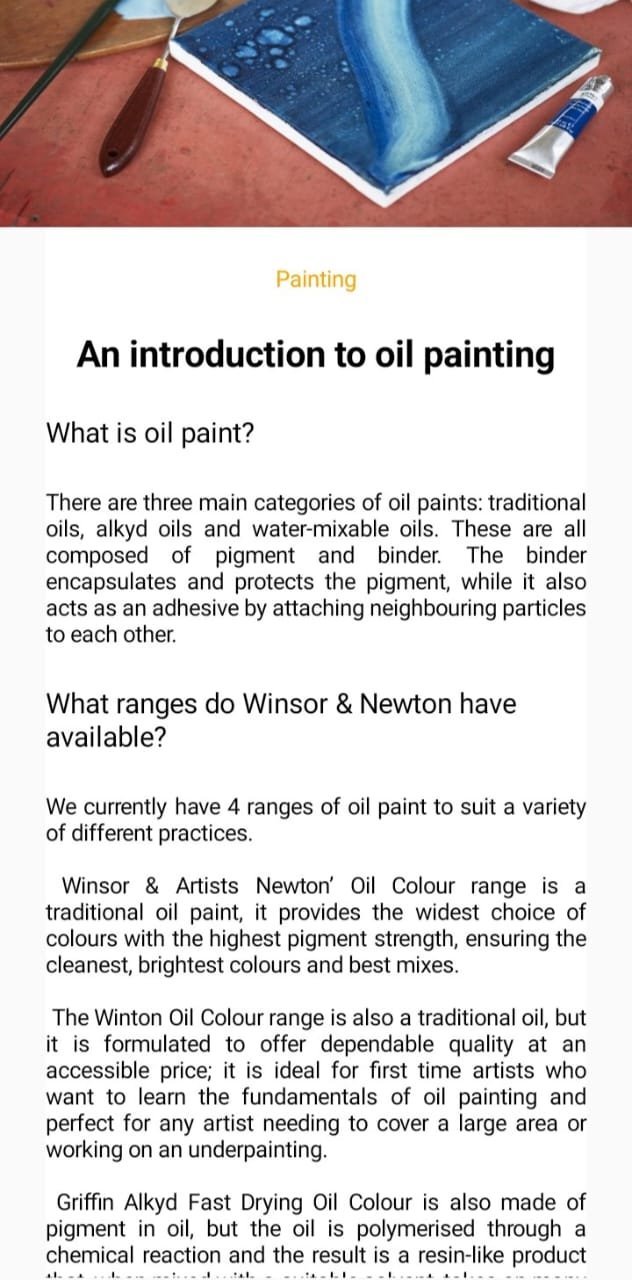 Painting
An introduction to oil painting
What is oil paint?
There are three main categories of oil paints: traditional
oils, alkyd oils and water-mixable oils. These are all
composed of pigment and binder. The binder
encapsulates and protects the pigment, while it also
acts as an adhesive by attaching neighbouring particles
to each other.
What ranges do Winsor & Newton have
available?
We currently have 4 ranges of oil paint to suit a variety
of different practices.
Winsor & Artists Newton’ Oil Colour range is a
traditional oil paint, it provides the widest choice of
colours with the highest pigment strength, ensuring the
cleanest, brightest colours and best mixes.
The Winton Oil Colour range is also a traditional oil, but
it is formulated to offer dependable quality at an
accessible price; it is ideal for first time artists who
want to learn the fundamentals of oil painting and
perfect for any artist needing to cover a large area or
working on an underpainting.
Griffin Alkyd Fast Drying Oil Colour is also made of
pigment in oil, but the oil is polymerised through a
chemical reaction and the result is a resin-like product